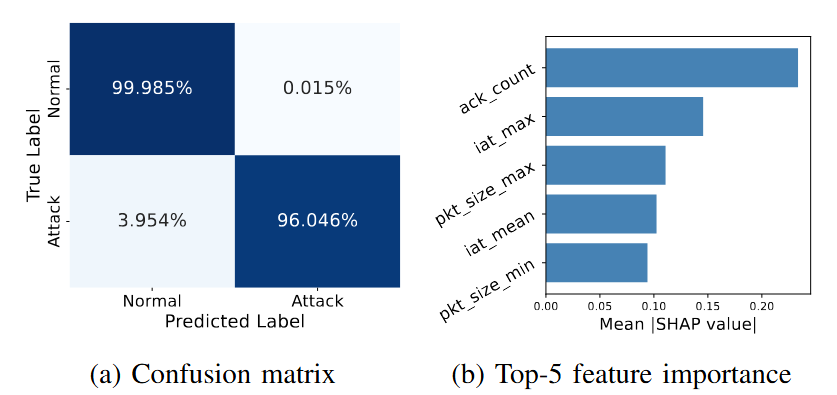 True Label
Normal
99.985%
0.015%
Attack
3.954%
96.046%
Normal
Attack
Predicted Label
(a) Confusion matrix
ack_count
iat_max
pkt_size_max
iat_mean
pkt_size_min
0.00
0.05
0.10
0.15
0.20
Mean |SHAP value|
(b) Top-5 feature importance